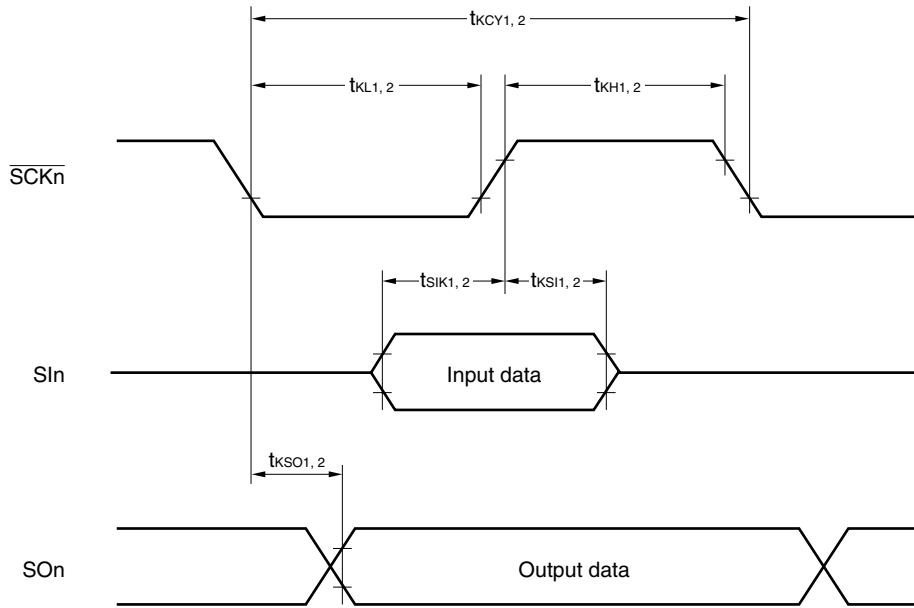 tKCY1, 2
tKL1, 2
tKH1, 2
SCKn
tSIK1, 2
tKSI1, 2
SIn
Input data
tKSO1, 2
SOn
Output data